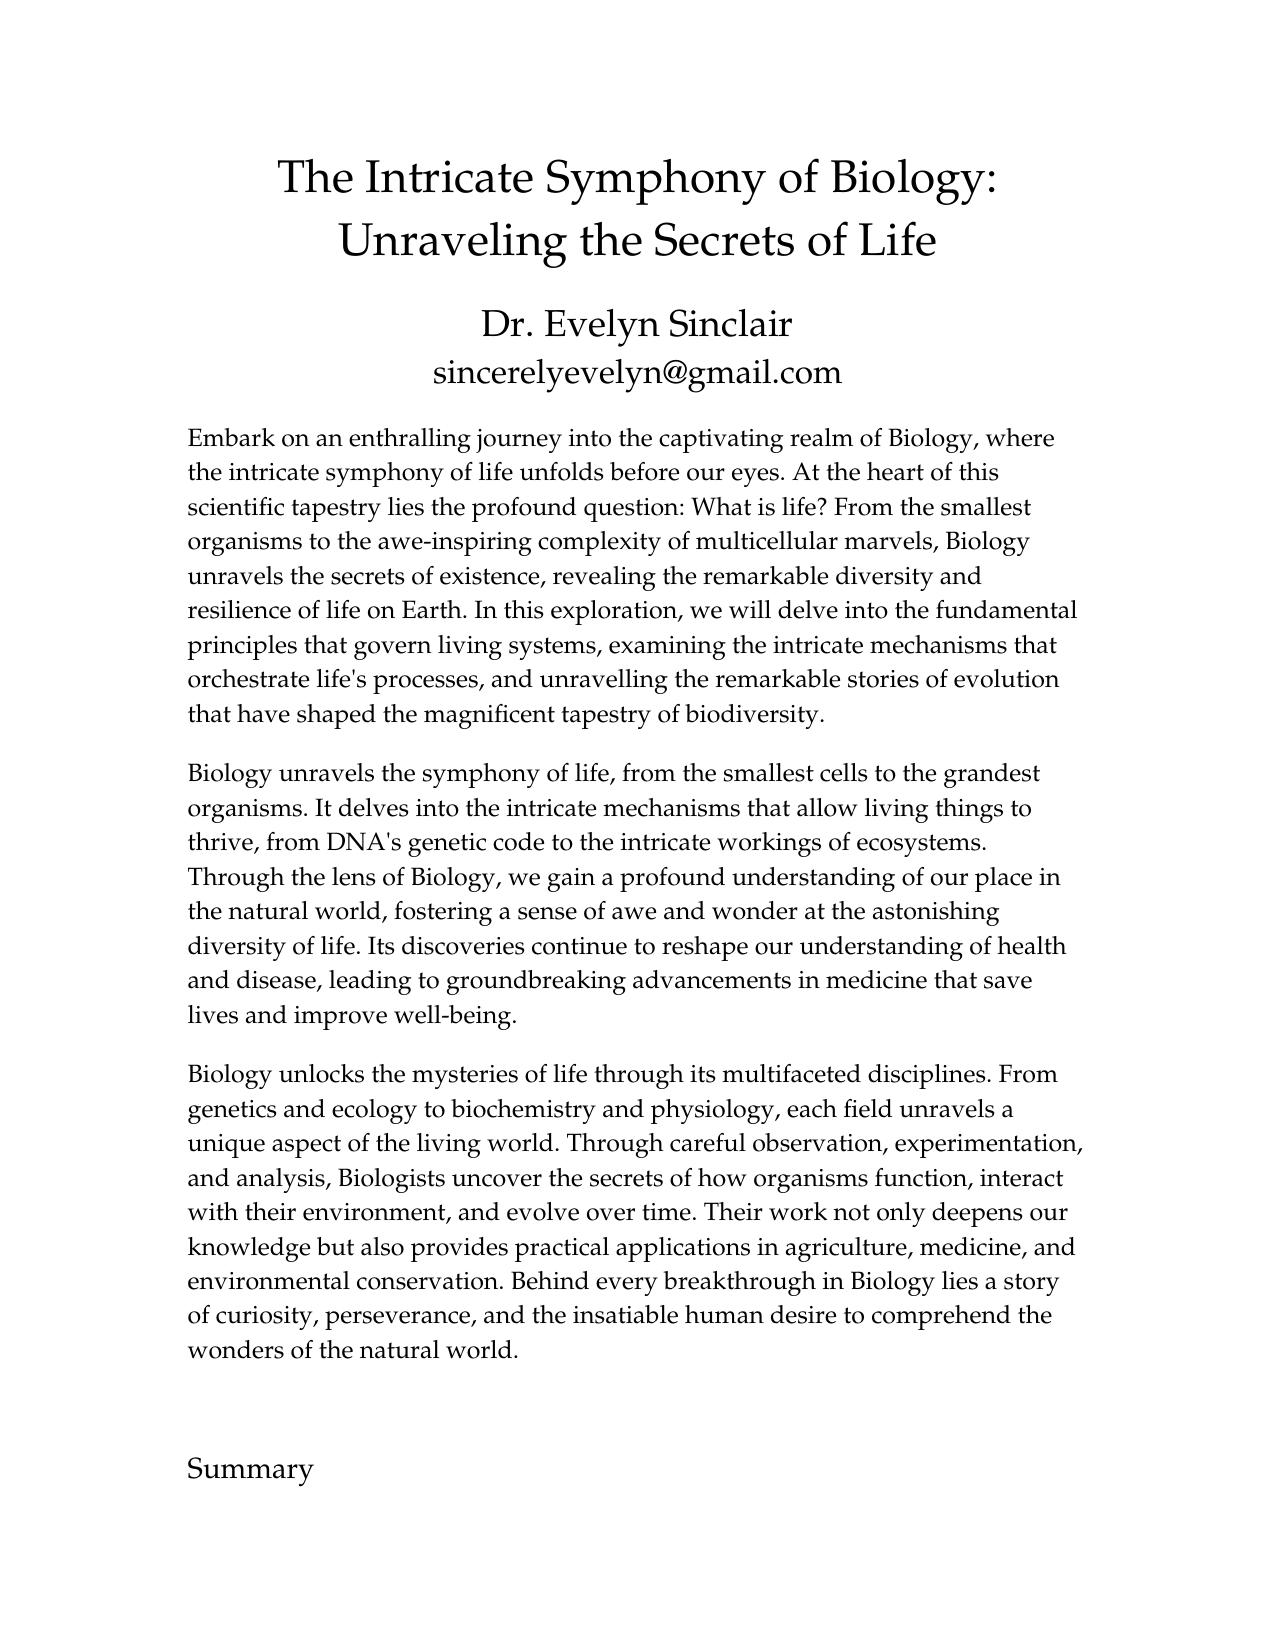 The Intricate Symphony of Biology:
Unraveling the Secrets of Life
Dr. Evelyn Sinclair
sincerelyevelyn@gmail.com
Embark on an enthralling journey into the captivating realm of Biology, where
the intricate symphony of life unfolds before our eyes. At the heart of this
scientific tapestry lies the profound question: What is life? From the smallest
organisms to the awe-inspiring complexity of multicellular marvels, Biology
unravels the secrets of existence, revealing the remarkable diversity and
resilience of life on Earth. In this exploration, we will delve into the fundamental
principles that govern living systems, examining the intricate mechanisms that
orchestrate life's processes, and unravelling the remarkable stories of evolution
that have shaped the magnificent tapestry of biodiversity.
Biology unravels the symphony of life, from the smallest cells to the grandest
organisms. It delves into the intricate mechanisms that allow living things to
thrive, from DNA's genetic code to the intricate workings of ecosystems.
Through the lens of Biology, we gain a profound understanding of our place in
the natural world, fostering a sense of awe and wonder at the astonishing
diversity of life. Its discoveries continue to reshape our understanding of health
and disease, leading to groundbreaking advancements in medicine that save
lives and improve well-being.
Biology unlocks the mysteries of life through its multifaceted disciplines. From
genetics and ecology to biochemistry and physiology, each field unravels a
unique aspect of the living world. Through careful observation, experimentation,
and analysis, Biologists uncover the secrets of how organisms function, interact
with their environment, and evolve over time. Their work not only deepens our
knowledge but also provides practical applications in agriculture, medicine, and
environmental conservation. Behind every breakthrough in Biology lies a story
of curiosity, perseverance, and the insatiable human desire to comprehend the
wonders of the natural world.
Summary